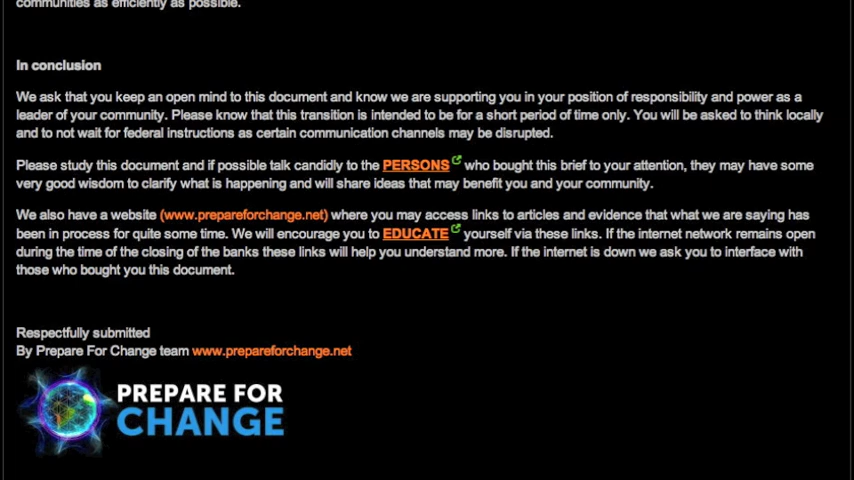 communities as efficiently as possible.
In conclusion
We ask that you keep an open mind to this document and know we are supporting you in your position of responsibility and power as a
leader of your community. Please know that this transition is intended to be for a short period of time only. You will be asked to think locally
and to not wait for federal instructions as certain communication channels may be disrupted.
Please study this document and if possible talk candidly to the PERSONS who bought this brief to your attention, they may have some
very good wisdom to clarify what is happening and will share ideas that may benefit you and your community.
We also have a website (www.prepareforchange.net) where you may access links to articles and evidence that what we are saying has
been in process for quite some time. We will encourage you to EDUCATE yourself via these links. If the internet network remains open
during the time of the closing of the banks these links will help you understand more. If the internet is down we ask you to interface with
those who bought you this document.
Respectfully submitted
By Prepare For Change team www.prepareforchange.net
PREPARE FOR
CHANGE